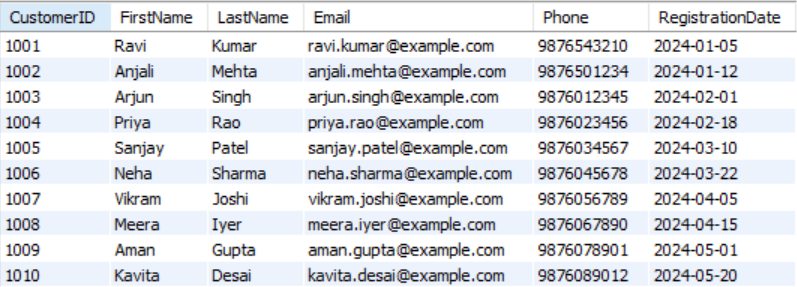 CustomerID FirstName LastName Email Phone RegistrationDate
1001 Ravi Kumar ravi.kumar@example.com 9876543210 2024-01-05
1002 Anjali Mehta anjali.mehta@example.com 9876501234 2024-01-12
1003 Arjun Singh arjun.singh@example.com 9876012345 2024-02-01
1004 Priya Rao priya.rao@example.com 9876023456 2024-02-18
1005 Sanjay Patel sanjay.patel@example.com 9876034567 2024-03-10
1006 Neha Sharma neha.sharma@example.com 9876045678 2024-03-22
1007 Vikram Joshi vikram.joshi@example.com 9876056789 2024-04-05
1008 Meera Iyer meera.iyer@example.com 9876067890 2024-04-15
1009 Aman Gupta aman.gupta@example.com 9876078901 2024-05-01
1010 Kavita Desai kavita.desai@example.com 9876089012 2024-05-20